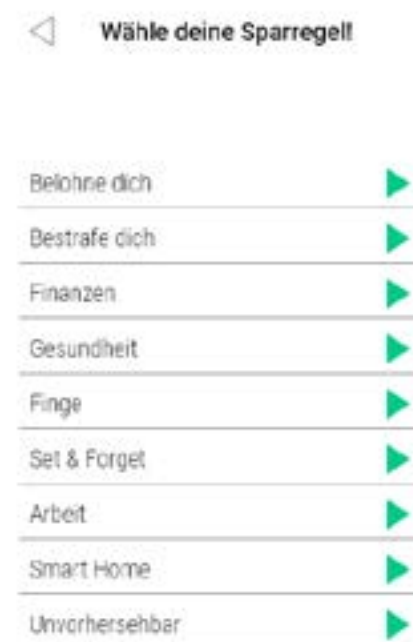 Wähle deine Sparregel!
Belohne dich
Bestrafe dich
Finanzen
Gesundheit
Finge
Set & Forget
Arbeit
Smart Home
Unvorhersehbar